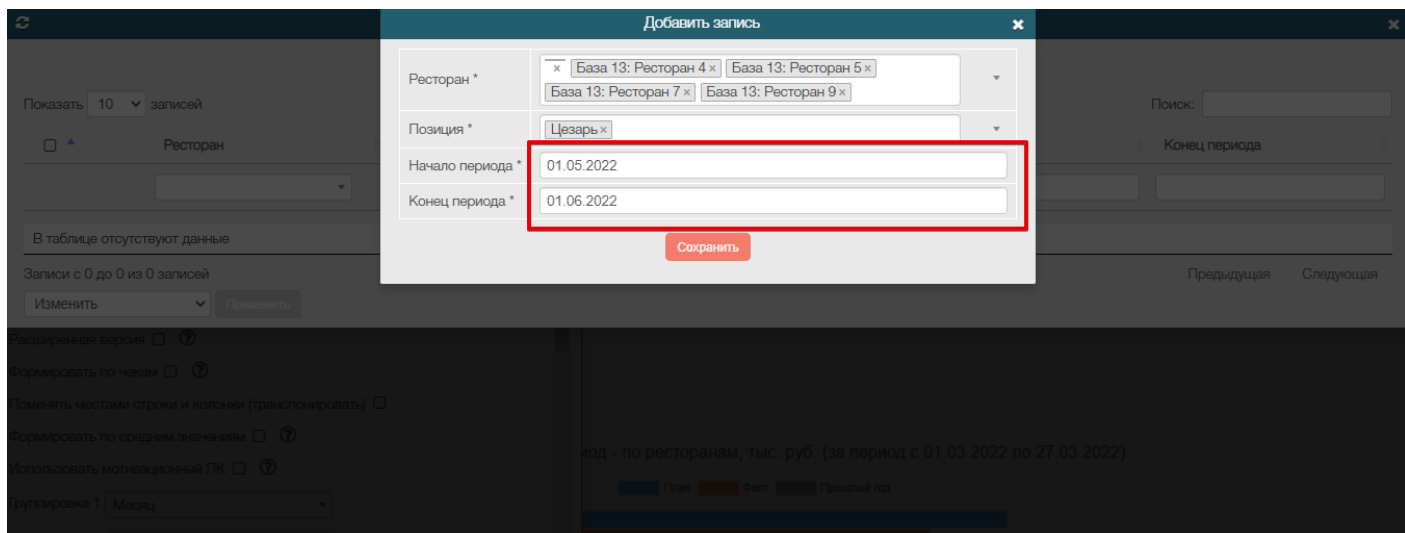 Добавить запись
×
×
Ресторан *
× База 13: Ресторан 4 × База 13: Ресторан 5 ×
База 13: Ресторан 7 × База 13: Ресторан 9 ×
Позиция *
Цезарь ×
Начало периода *
01.05.2022
Конец периода *
01.06.2022
Сохранить
Показать 10 записей
Поиск:
Ресторан
Конец периода
В таблице отсутствуют данные
Записи с 0 до 0 из 0 записей
Предыдущая Следующая
Изменить
Применить
Расширенная версия ?
Формировать по чекам ?
Поменять местами строки и колонки (транспонировать)
Формировать по средним значениям ?
Использовать мотивационный ПК ?
Группировка 1 Месяц
иод - по ресторанам, тыс. руб. (за период с 01.03.2022 по 27.03.2022)
План Факт Прошлый год